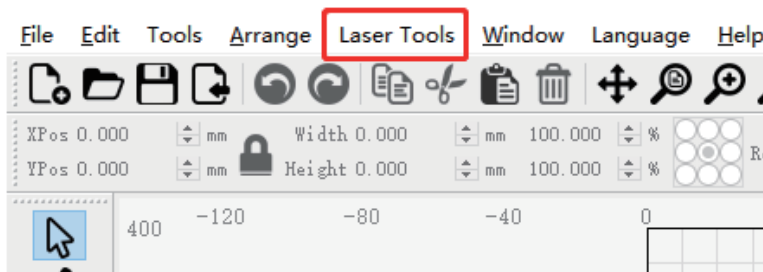 File Edit Tools Arrange Laser Tools Window Language Help
XPos 0.000 mm Width 0.000 mm 100.000 %
YPos 0.000 mm Height 0.000 mm 100.000 %
400 -120 -80 -40 0